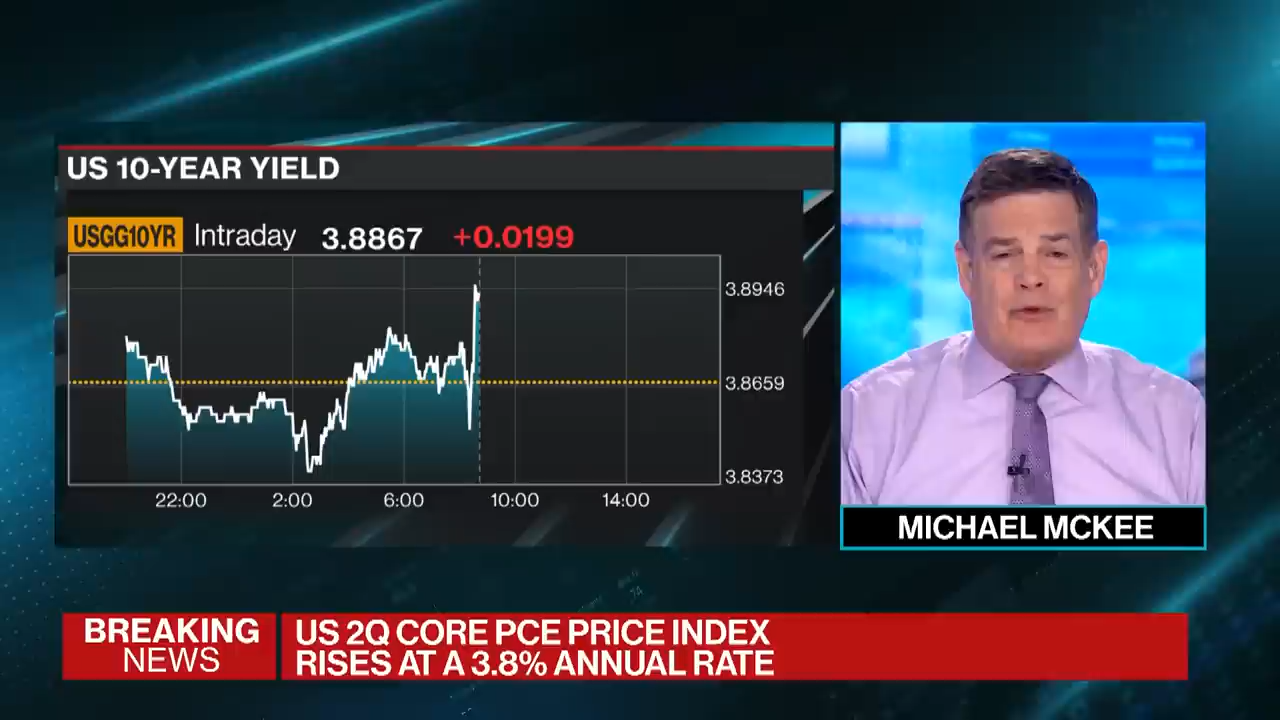 US 10-YEAR YIELD
USGG10YR Intraday 3.8867 +0.0199
3.8946
3.8659
3.8373
22:00 2:00 6:00 10:00 14:00
MICHAEL MCKEE
BREAKING
NEWS
US 2Q CORE PCE PRICE INDEX
RISES AT A 3.8% ANNUAL RATE